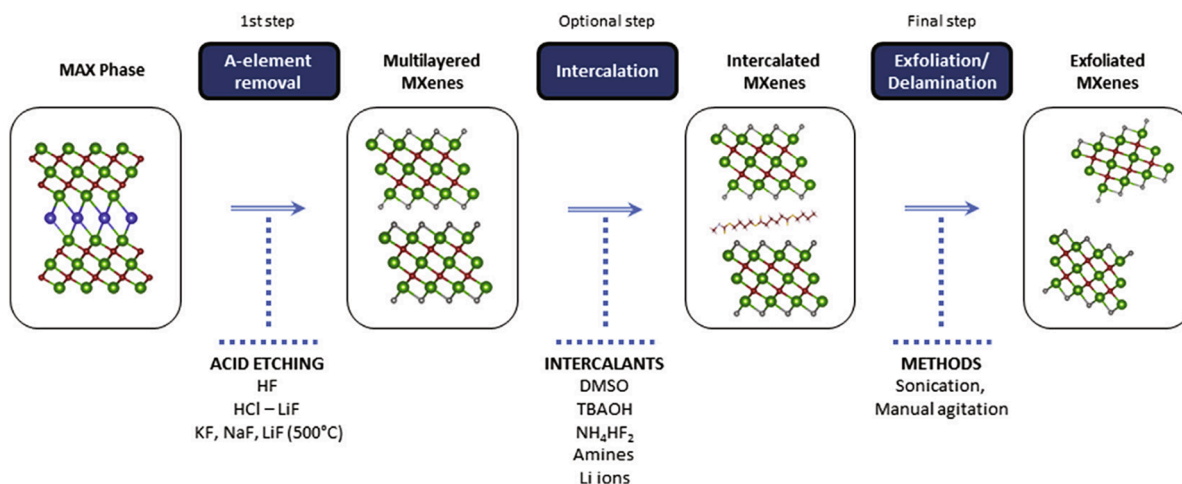 1st step
Optional step
Final step
MAX Phase
A-element
removal
Multilayered
MXenes
Intercalation
Intercalated
MXenes
Exfoliation/
Delamination
Exfoliated
MXenes
ACID ETCHING
HF
HCl – LiF
KF, NaF, LiF (500°C)
INTERCALANTS
DMSO
TBAOH
NH₄HF₂
Amines
Li ions
METHODS
Sonication,
Manual agitation